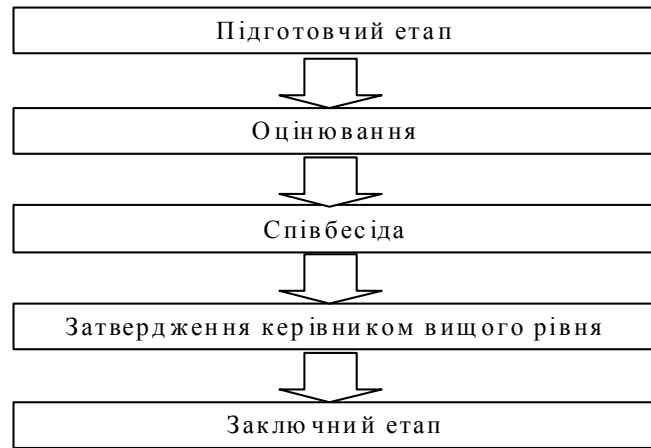 Підготовчий етап
Оцінювання
Співбесіда
Затвердження керівником вищого рівня
Заключний етап